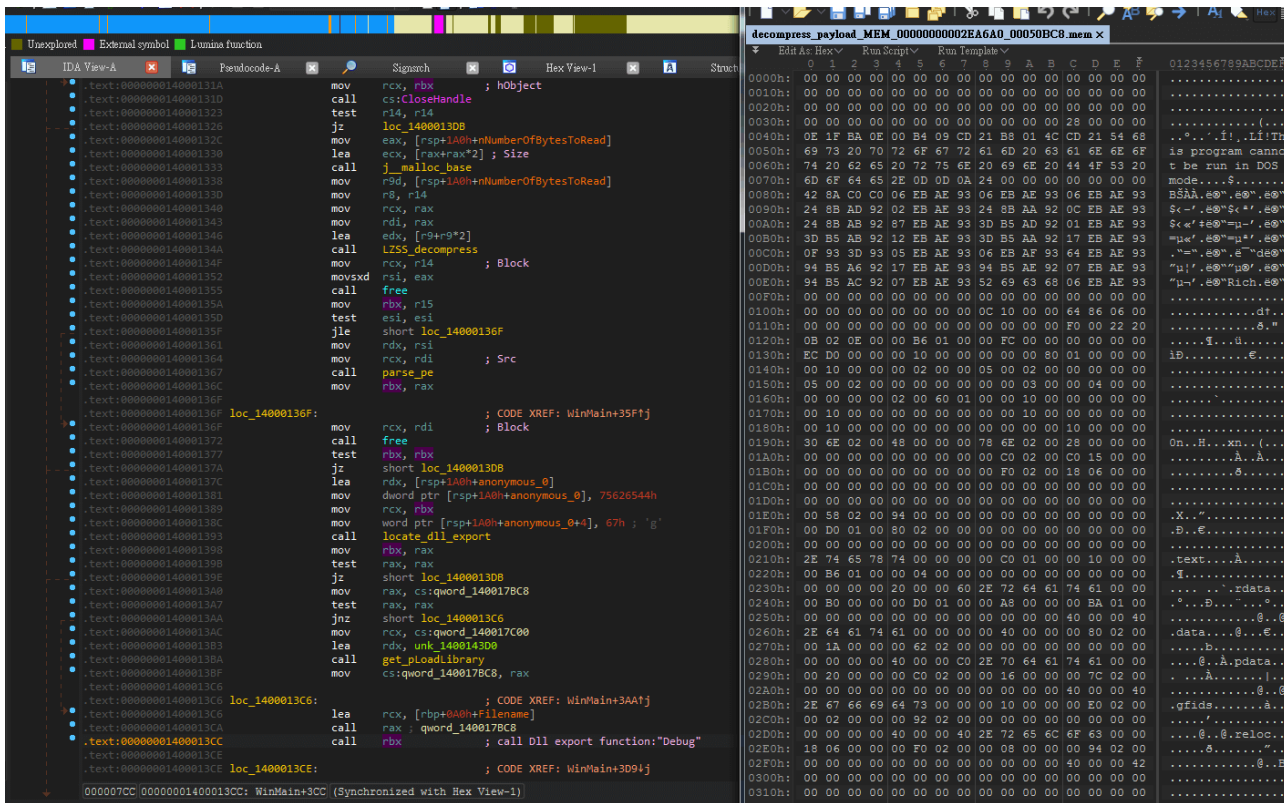 Unexplored External symbol Lumina function
IDA View-A Pseudocode-A Signsrch Hex View-1 Struct
.text:000000014000131A mov rcx, rbx ; hObject
.text:000000014000131D call cs:CloseHandle
.text:0000000140001323 test r14, r14
.text:0000000140001326 jz loc_1400013DB
.text:000000014000132C mov eax, [rsp+1A0h+nNumberOfBytesToRead]
.text:0000000140001330 lea ecx, [rax+rax*2] ; Size
.text:0000000140001333 call j__malloc_base
.text:0000000140001338 mov r9d, [rsp+1A0h+nNumberOfBytesToRead]
.text:000000014000133D mov r8, r14
.text:0000000140001340 mov rcx, rax
.text:0000000140001343 mov rdi, rax
.text:0000000140001346 lea edx, [r9+r9*2]
.text:000000014000134A call LZSS_decompress
.text:000000014000134F mov rcx, r14 ; Block
.text:0000000140001352 movsxd rsi, eax
.text:0000000140001355 call free
.text:000000014000135A mov rbx, r15
.text:000000014000135D test esi, esi
.text:000000014000135F jle short loc_14000136F
.text:0000000140001361 mov rdx, rsi
.text:0000000140001364 mov rcx, rdi ; Src
.text:0000000140001367 call parse_pe
.text:000000014000136C mov rbx, rax
.text:000000014000136F
.text:000000014000136F loc_14000136F: ; CODE XREF: WinMain+35F↑j
.text:000000014000136F mov rcx, rdi ; Block
.text:0000000140001372 call free
.text:0000000140001377 test rbx, rbx
.text:000000014000137A jz short loc_1400013DB
.text:000000014000137C lea rdx, [rsp+1A0h+anonymous_0]
.text:0000000140001381 mov dword ptr [rsp+1A0h+anonymous_0], 75626544h
.text:0000000140001389 mov rcx, rbx
.text:000000014000138C mov word ptr [rsp+1A0h+anonymous_0+4], 67h ; 'g'
.text:0000000140001393 call locate_dll_export
.text:0000000140001398 mov rbx, rax
.text:000000014000139B test rax, rax
.text:000000014000139E jz short loc_1400013DB
.text:00000001400013A0 mov rax, cs:qword_140017BC8
.text:00000001400013A7 test rax, rax
.text:00000001400013AA jnz short loc_1400013C6
.text:00000001400013AC mov rcx, cs:qword_140017C00
.text:00000001400013B3 lea rdx, unk_1400143D0
.text:00000001400013BA call get_pLoadLibrary
.text:00000001400013BF mov cs:qword_140017BC8, rax
.text:00000001400013C6
.text:00000001400013C6 loc_1400013C6: ; CODE XREF: WinMain+3AA↑j
.text:00000001400013C6 lea rcx, [rbp+0A0h+Filename]
.text:00000001400013CA call rax ; qword_140017BC8
.text:00000001400013CC call rbx ; call Dll export function:"Debug"
.text:00000001400013CE
.text:00000001400013CE loc_1400013CE: ; CODE XREF: WinMain+3D9↓j
000007CC 00000001400013CC: WinMain+3CC (Synchronized with Hex View-1)
decompress_payload_MEM_00000000002EA6A0_00050BC8.mem ×
Edit As: Hex Run Script Run Template
0 1 2 3 4 5 6 7 8 9 A B C D E F 0123456789ABCDEF
0000h: 00 00 00 00 00 00 00 00 00 00 00 00 00 00 00 00 ................
0010h: 00 00 00 00 00 00 00 00 00 00 00 00 00 00 00 00 ................
0020h: 00 00 00 00 00 00 00 00 00 00 00 00 00 00 00 00 ................
0030h: 00 00 00 00 00 00 00 00 00 00 00 00 28 00 00 00 ............(...
0040h: 0E 1F BA 0E 00 B4 09 CD 21 B8 01 4C CD 21 54 68 ..º..´.Í!¸.LÍ!Th
0050h: 69 73 20 70 72 6F 67 72 61 6D 20 63 61 6E 6E 6F is program canno
0060h: 74 20 62 65 20 72 75 6E 20 69 6E 20 44 4F 53 20 t be run in DOS
0070h: 6D 6F 64 65 2E 0D 0D 0A 24 00 00 00 00 00 00 00 mode....$.......
0080h: 42 8A C0 C0 06 EB AE 93 06 EB AE 93 06 EB AE 93 BŠÀÀ.ë®“.ë®“.ë®“
0090h: 24 8B AD 92 02 EB AE 93 24 8B AA 92 0C EB AE 93
00A0h: 24 8B AB 92 87 EB AE 93 3D B5 AD 92 01 EB AE 93
00B0h: 3D B5 AB 92 12 EB AE 93 3D B5 AA 92 17 EB AE 93
00C0h: 0F 93 3D 93 05 EB AE 93 06 EB AF 93 64 EB AE 93
00D0h: 94 B5 A6 92 17 EB AE 93 94 B5 AE 92 07 EB AE 93
00E0h: 94 B5 AC 92 07 EB AE 93 52 69 63 68 06 EB AE 93 ”µ¬’.ë®“Rich.ë®“
00F0h: 00 00 00 00 00 00 00 00 00 00 00 00 00 00 00 00 ................
0100h: 00 00 00 00 00 00 00 00 0C 10 00 00 64 86 06 00 ............d†..
0110h: 00 00 00 00 00 00 00 00 00 00 00 00 F0 00 22 20 ............ð."
0120h: 0B 02 0E 00 00 B6 01 00 00 FC 00 00 00 00 00 00 .....¶...ü......
0130h: EC D0 00 00 00 10 00 00 00 00 00 80 01 00 00 00 ìÐ.........€....
0140h: 00 10 00 00 00 02 00 00 05 00 02 00 00 00 00 00 ................
0150h: 05 00 02 00 00 00 00 00 00 00 03 00 00 04 00 00 ................
0160h: 00 00 00 00 02 00 60 01 00 00 10 00 00 00 00 00 ......`.........
0170h: 00 10 00 00 00 00 00 00 00 00 10 00 00 00 00 00 ................
0180h: 00 10 00 00 00 00 00 00 00 00 00 00 10 00 00 00 ................
0190h: 30 6E 02 00 48 00 00 00 78 6E 02 00 28 00 00 00 0n..H...xn..(...
01A0h: 00 00 00 00 00 00 00 00 00 C0 02 00 C0 15 00 00 .........À..À...
01B0h: 00 00 00 00 00 00 00 00 00 F0 02 00 18 06 00 00 .........ð......
01C0h: 00 00 00 00 00 00 00 00 00 00 00 00 00 00 00 00 ................
01D0h: 00 00 00 00 00 00 00 00 00 00 00 00 00 00 00 00 ................
01E0h: 00 58 02 00 94 00 00 00 00 00 00 00 00 00 00 00 .X..”...........
01F0h: 00 D0 01 00 80 02 00 00 00 00 00 00 00 00 00 00 .Ð..€...........
0200h: 00 00 00 00 00 00 00 00 00 00 00 00 00 00 00 00 ................
0210h: 2E 74 65 78 74 00 00 00 00 C0 01 00 00 10 00 00 .text....À......
0220h: 00 B6 01 00 00 04 00 00 00 00 00 00 00 00 00 00 .¶..............
0230h: 00 00 00 00 20 00 00 60 2E 72 64 61 74 61 00 00 .... ..`.rdata..
0240h: 00 B0 00 00 00 D0 01 00 00 A8 00 00 00 BA 01 00 .°...Ð...¨...º..
0250h: 00 00 00 00 00 00 00 00 00 00 00 00 40 00 00 40 ............@..@
0260h: 2E 64 61 74 61 00 00 00 00 40 00 00 00 80 02 00 .data....@...€..
0270h: 00 1A 00 00 00 62 02 00 00 00 00 00 00 00 00 00 .....b..........
0280h: 00 00 00 00 40 00 00 C0 2E 70 64 61 74 61 00 00 ....@..À.pdata..
0290h: 00 20 00 00 00 C0 02 00 00 16 00 00 00 7C 02 00 . ...À.......|..
02A0h: 00 00 00 00 00 00 00 00 00 00 00 00 40 00 00 40 ............@..@
02B0h: 2E 67 66 69 64 73 00 00 00 10 00 00 00 E0 02 00 .gfids.......à..
02C0h: 00 02 00 00 00 92 02 00 00 00 00 00 00 00 00 00 .....’..........
02D0h: 00 00 00 00 40 00 00 40 2E 72 65 6C 6F 63 00 00 ....@..@.reloc..
02E0h: 18 06 00 00 00 F0 02 00 00 08 00 00 00 94 02 00 .....ð.......”..
02F0h: 00 00 00 00 00 00 00 00 00 00 00 00 40 00 00 42 ............@..B
0300h: 00 00 00 00 00 00 00 00 00 00 00 00 00 00 00 00 ................
0310h: 00 00 00 00 00 00 00 00 00 00 00 00 00 00 00 00 ................